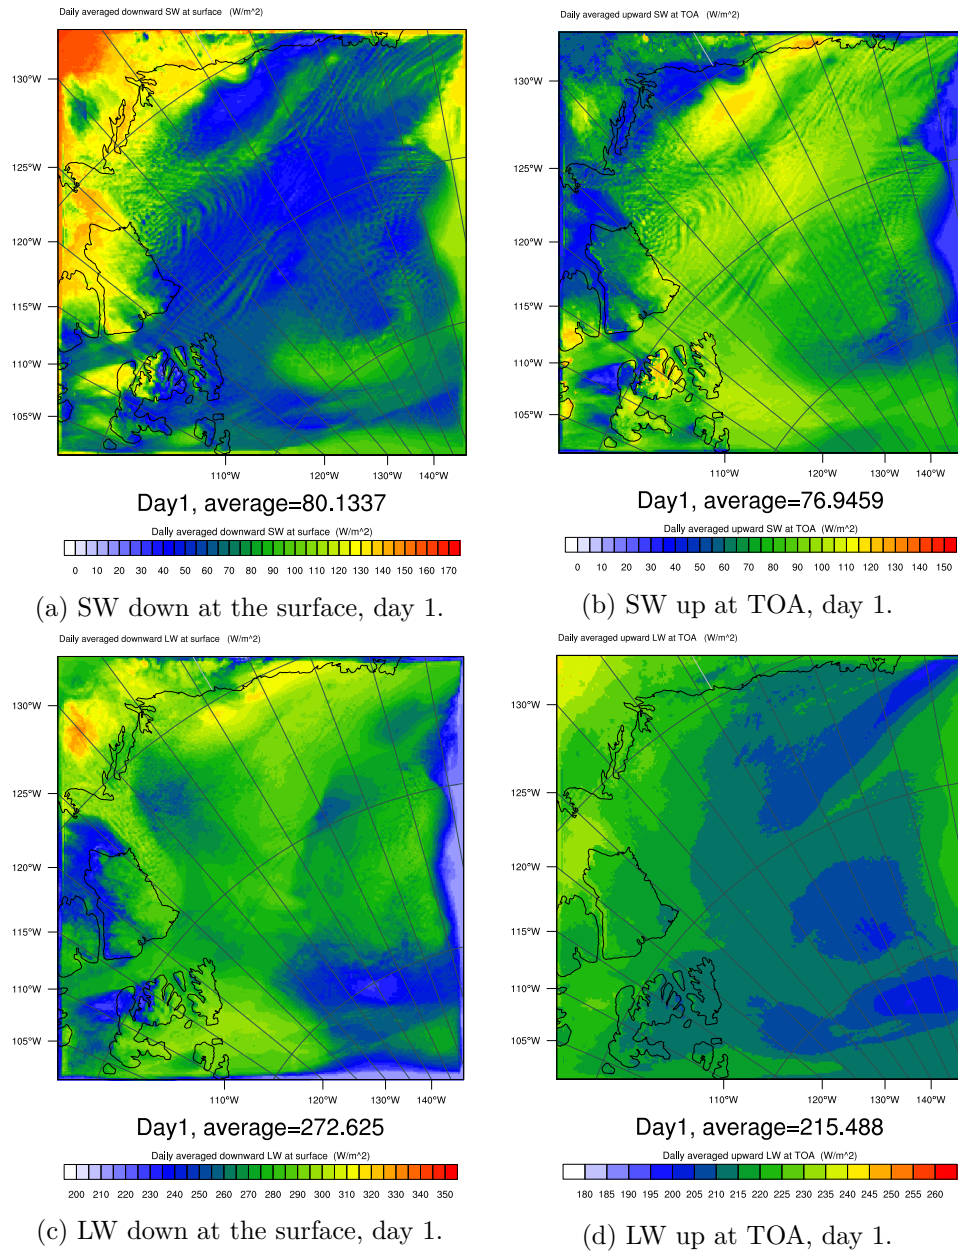 Daily averaged downward SW at surface (W/m^2)
130°W
125°W
120°W
115°W
110°W
105°W
110°W 120°W 130°W 140°W
Day1, average=80.1337
Daily averaged downward SW at surface (W/m^2)
0 10 20 30 40 50 60 70 80 90 100 110 120 130 140 150 160 170
(a) SW down at the surface, day 1.
Daily averaged upward SW at TOA (W/m^2)
130°W
125°W
120°W
115°W
110°W
105°W
110°W 120°W 130°W 140°W
Day1, average=76.9459
Daily averaged upward SW at TOA (W/m^2)
0 10 20 30 40 50 60 70 80 90 100 110 120 130 140 150
(b) SW up at TOA, day 1.
Daily averaged downward LW at surface (W/m^2)
130°W
125°W
120°W
115°W
110°W
105°W
110°W 120°W 130°W 140°W
Day1, average=272.625
Daily averaged downward LW at surface (W/m^2)
200 210 220 230 240 250 260 270 280 290 300 310 320 330 340 350
(c) LW down at the surface, day 1.
Daily averaged upward LW at TOA (W/m^2)
130°W
125°W
120°W
115°W
110°W
105°W
110°W 120°W 130°W 140°W
Day1, average=215.488
Daily averaged upward LW at TOA (W/m^2)
180 185 190 195 200 205 210 215 220 225 230 235 240 245 250 255 260
(d) LW up at TOA, day 1.